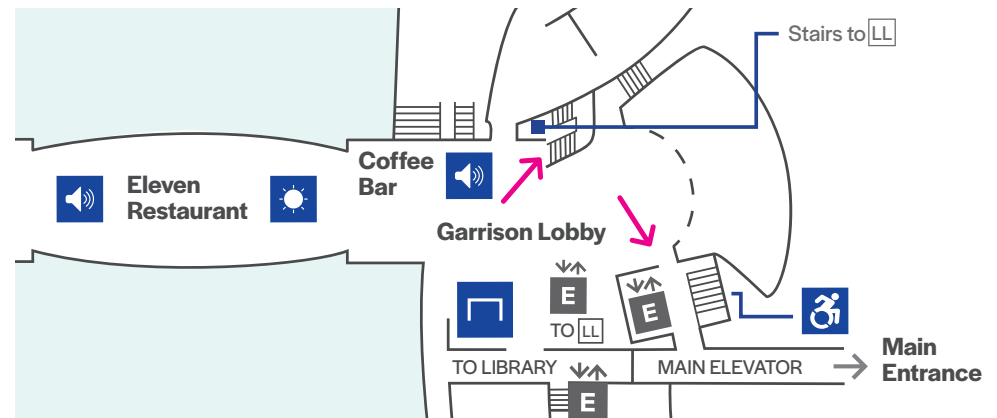 Stairs to LL
Coffee
Bar
Eleven
Restaurant
Garrison Lobby
E
E
TO LL
TO LIBRARY
MAIN ELEVATOR
Main
Entrance
E